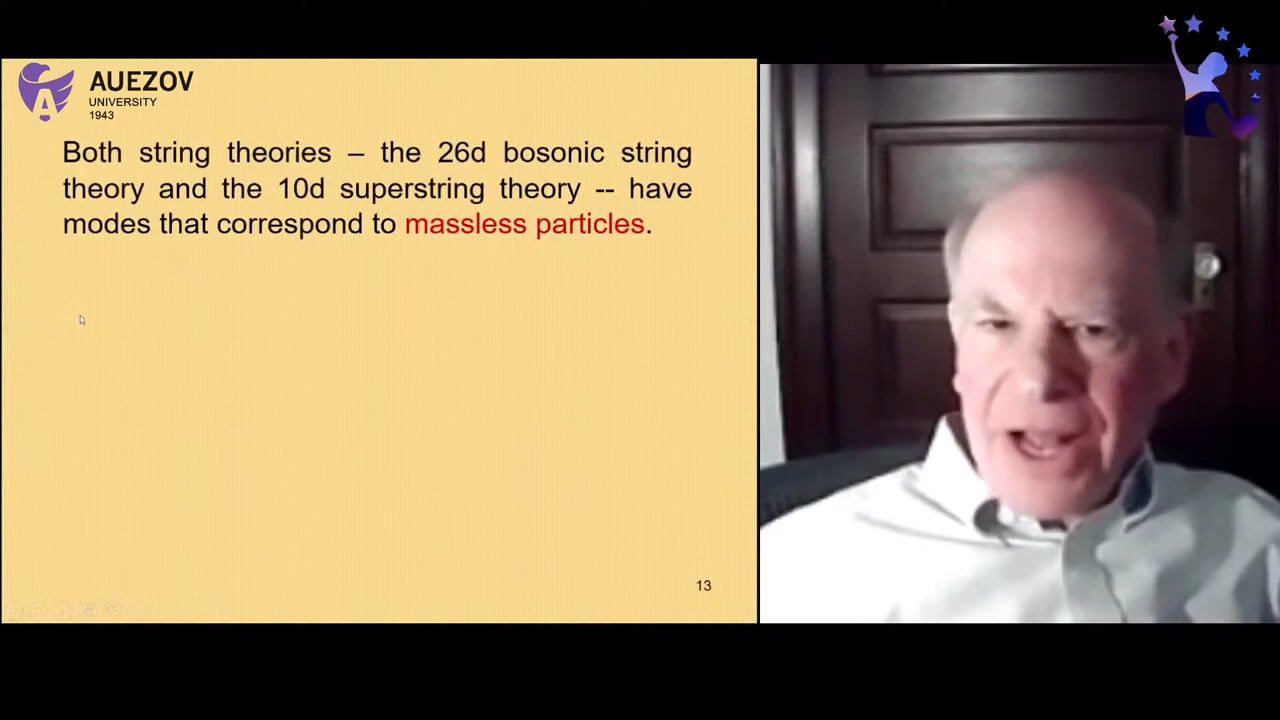 AUEZOV
UNIVERSITY
1943
Both string theories – the 26d bosonic string
theory and the 10d superstring theory -- have
modes that correspond to massless particles.
13